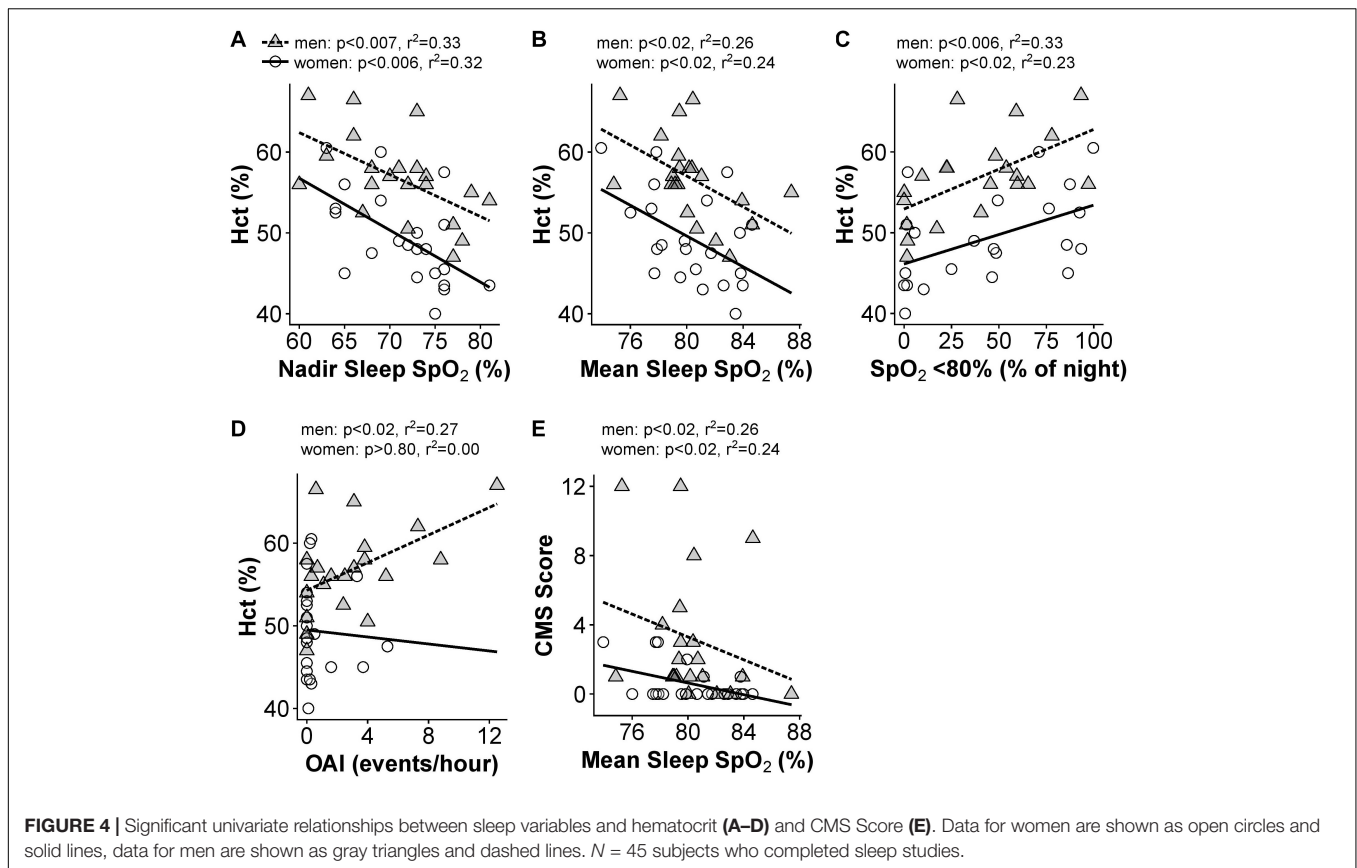 A
men: p<0.007, r²=0.33
women: p<0.006, r²=0.32
Hct (%)
60
50
40
60 65 70 75 80
Nadir Sleep SpO₂ (%)
B
men: p<0.02, r²=0.26
women: p<0.02, r²=0.24
Hct (%)
60
50
40
76 80 84 88
Mean Sleep SpO₂ (%)
C
men: p<0.006, r²=0.33
women: p<0.02, r²=0.23
Hct (%)
60
50
40
0 25 50 75 100
SpO₂ <80% (% of night)
D
men: p<0.02, r²=0.27
women: p>0.80, r²=0.00
Hct (%)
60
50
40
0 4 8 12
OAI (events/hour)
E
men: p<0.02, r²=0.26
women: p<0.02, r²=0.24
CMS Score
12
8
4
0
76 80 84 88
Mean Sleep SpO₂ (%)
FIGURE 4 | Significant univariate relationships between sleep variables and hematocrit (A–D) and CMS Score (E). Data for women are shown as open circles and
solid lines, data for men are shown as gray triangles and dashed lines. N = 45 subjects who completed sleep studies.